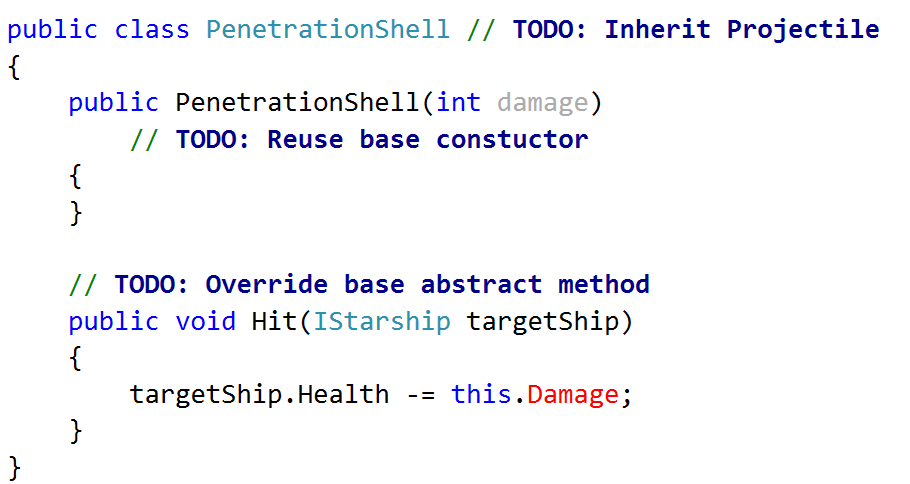 public class PenetrationShell // TODO: Inherit Projectile
{
    public PenetrationShell(int damage)
        // TODO: Reuse base constuctor
    {
    }

    // TODO: Override base abstract method
    public void Hit(IStarship targetShip)
    {
        targetShip.Health -= this.Damage;
    }
}